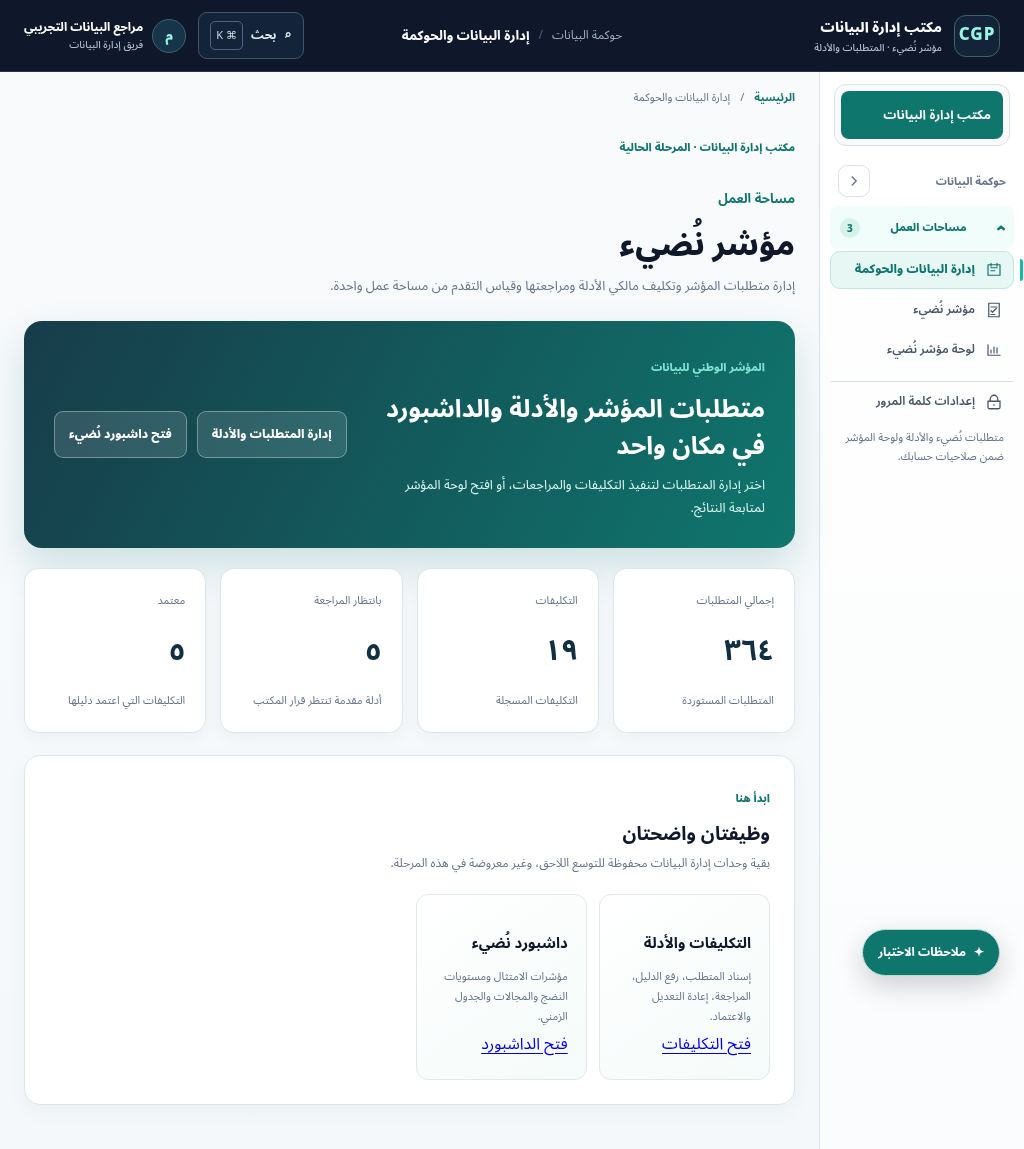 CGP
مكتب إدارة البيانات
مؤشر نُضيء · المتطلبات والأدلة
حوكمة البيانات / إدارة البيانات والحوكمة
بحث ⌘ K
م
مراجع البيانات التجريبي
فريق إدارة البيانات
مكتب إدارة البيانات
حوكمة البيانات
مساحات العمل 3
إدارة البيانات والحوكمة
مؤشر نُضيء
لوحة مؤشر نُضيء
إعدادات كلمة المرور
متطلبات نُضيء والأدلة ولوحة المؤشر
ضمن صلاحيات حسابك.
✦ ملاحظات الاختبار
الرئيسية / إدارة البيانات والحوكمة
مكتب إدارة البيانات · المرحلة الحالية
مساحة العمل
مؤشر نُضيء
إدارة متطلبات المؤشر وتكليف مالكي الأدلة ومراجعتها وقياس التقدم من مساحة عمل واحدة.
المؤشر الوطني للبيانات
متطلبات المؤشر والأدلة والداشبورد
في مكان واحد
اختر إدارة المتطلبات لتنفيذ التكليفات والمراجعات، أو افتح لوحة المؤشر
لمتابعة النتائج.
إدارة المتطلبات والأدلة
فتح داشبورد نُضيء
إجمالي المتطلبات
٣٦٤
المتطلبات المستوردة
التكليفات
١٩
التكليفات المسجلة
بانتظار المراجعة
٥
أدلة مقدمة تنتظر قرار المكتب
معتمد
٥
التكليفات التي اعتمد دليلها
ابدأ هنا
وظيفتان واضحتان
بقية وحدات إدارة البيانات محفوظة للتوسع اللاحق، وغير معروضة في هذه المرحلة.
التكليفات والأدلة
إسناد المتطلب، رفع الدليل،
المراجعة، إعادة التعديل
والاعتماد.
فتح التكليفات
داشبورد نُضيء
مؤشرات الامتثال ومستويات
النضج والمجالات والجدول
الزمني.
فتح الداشبورد